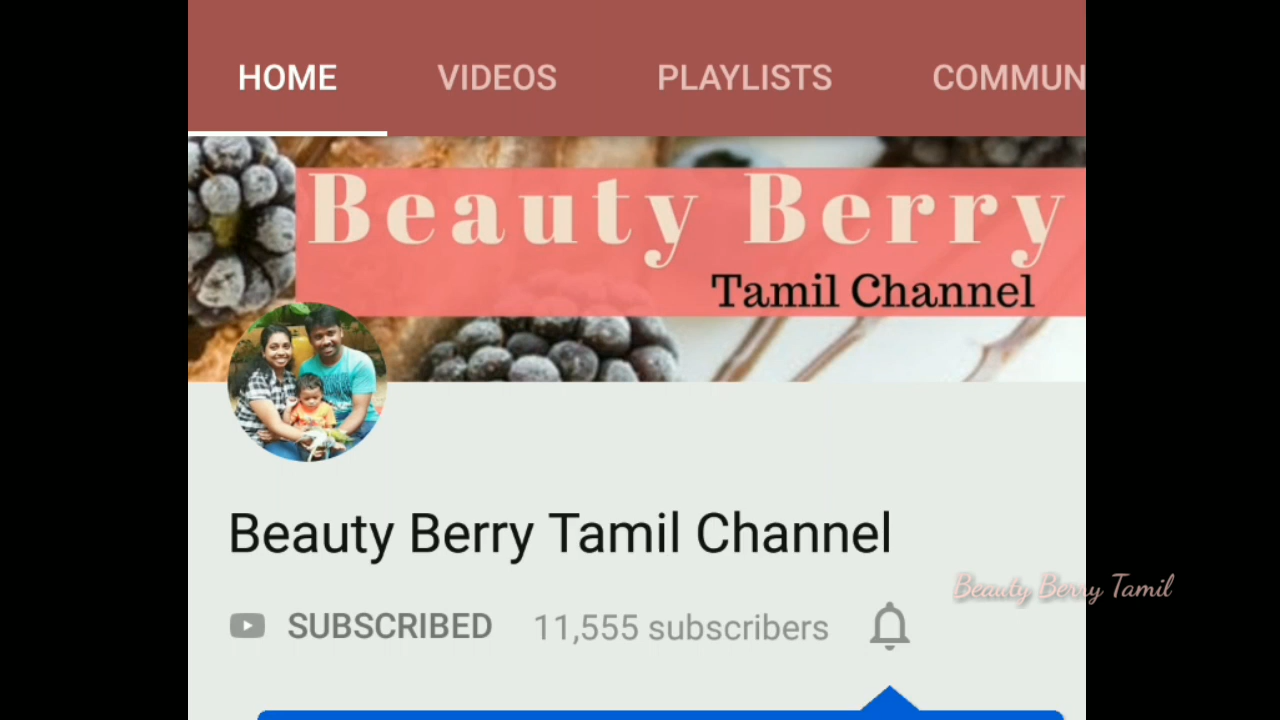 HOME VIDEOS PLAYLISTS COMMUN
Beauty Berry
Tamil Channel
Beauty Berry Tamil Channel
SUBSCRIBED 11,555 subscribers
Beauty Berry Tamil